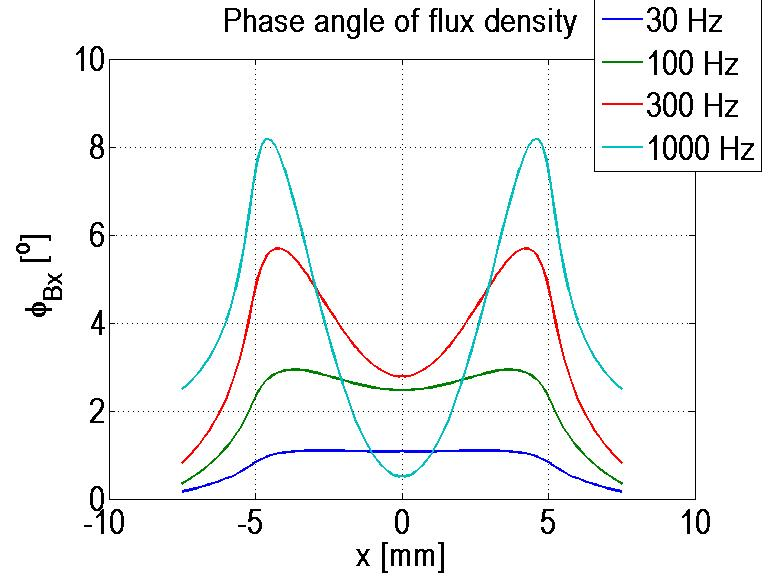 Phase angle of flux density
30 Hz
100 Hz
300 Hz
1000 Hz
10
8
6
4
2
0
ϕBx [º]
-10 -5 0 5 10
x [mm]